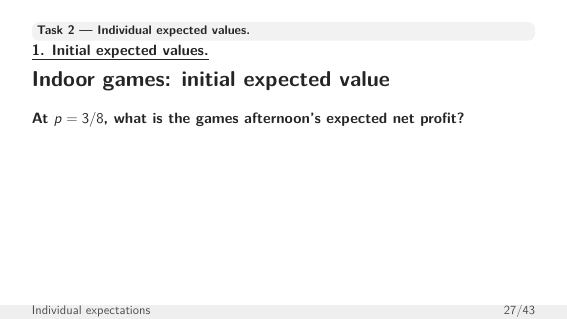 Task 2 — Individual expected values.
1. Initial expected values.
Indoor games: initial expected value
At p = 3/8, what is the games afternoon's expected net profit?
Individual expectations
27/43